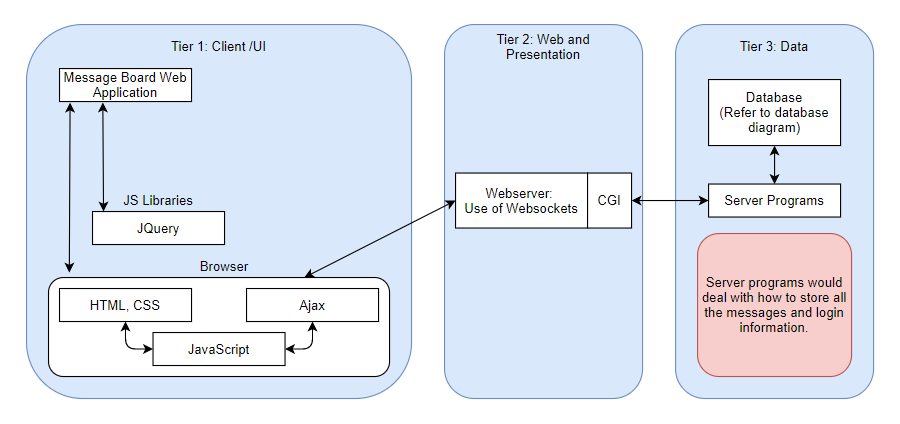 Tier 1: Client /UI
Message Board Web
Application
JS Libraries
JQuery
Browser
HTML, CSS
Ajax
JavaScript
Tier 2: Web and
Presentation
Webserver:
Use of Websockets
CGI
Tier 3: Data
Database
(Refer to database
diagram)
Server Programs
Server programs would
deal with how to store all
the messages and login
information.